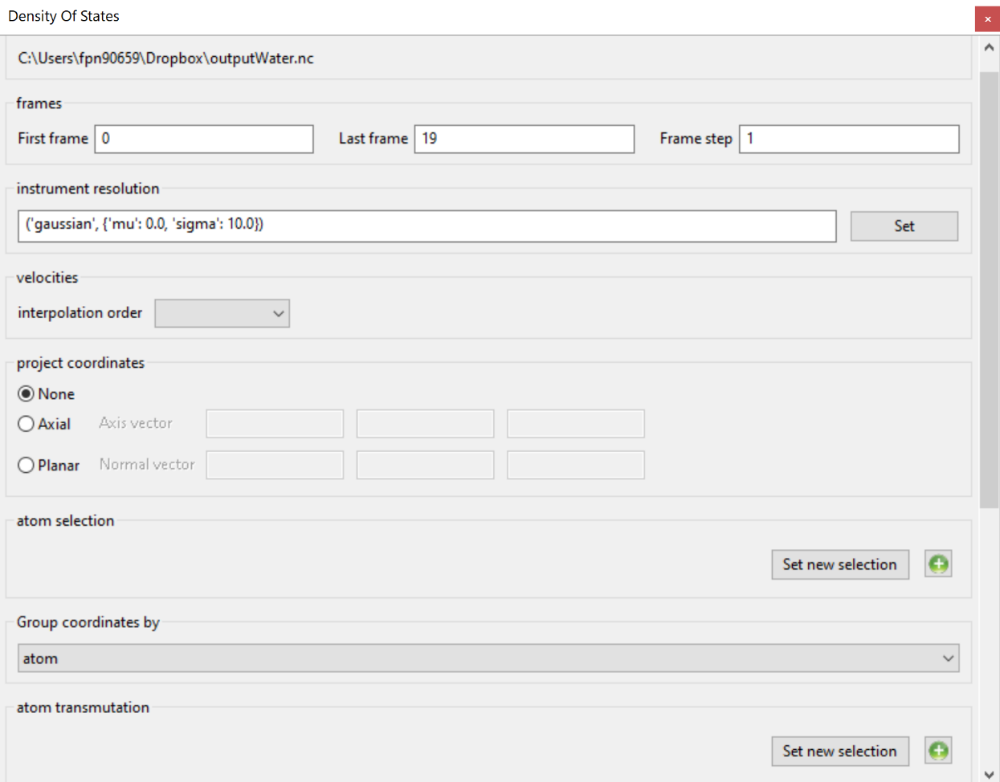 Density Of States
C:\Users\fpn90659\Dropbox\outputWater.nc
frames
First frame 0 Last frame 19 Frame step 1
instrument resolution
('gaussian', {'mu': 0.0, 'sigma': 10.0}) Set
velocities
interpolation order
project coordinates
None
Axial Axis vector
Planar Normal vector
atom selection
Set new selection
Group coordinates by
atom
atom transmutation
Set new selection